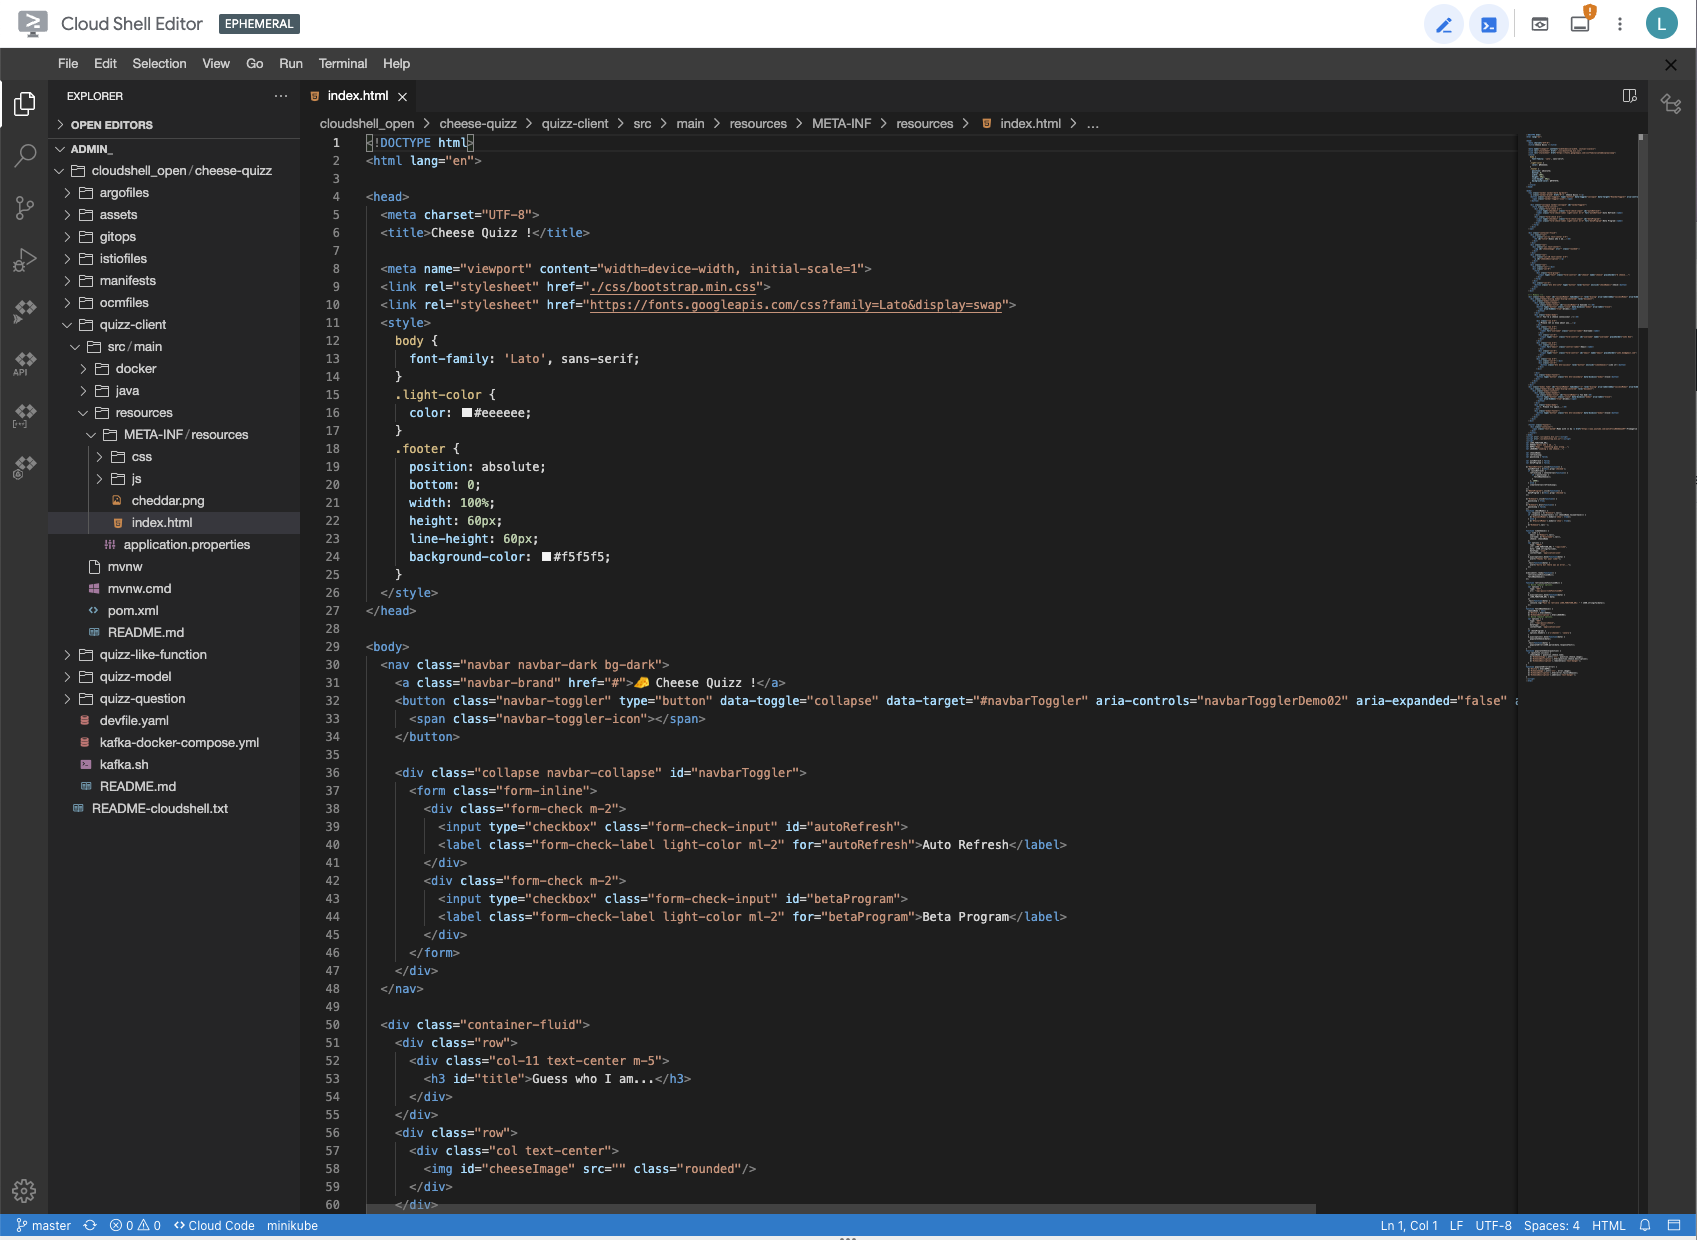 Cloud Shell Editor EPHEMERAL
L
File Edit Selection View Go Run Terminal Help
EXPLORER
OPEN EDITORS
ADMIN_
cloudshell_open/cheese-quizz
argofiles
assets
gitops
istiofiles
manifests
ocmfiles
quizz-client
src/main
docker
java
resources
META-INF/resources
css
js
cheddar.png
index.html
application.properties
mvnw
mvnw.cmd
pom.xml
README.md
quizz-like-function
quizz-model
quizz-question
devfile.yaml
kafka-docker-compose.yml
kafka.sh
README.md
README-cloudshell.txt
API
index.html
cloudshell_open > cheese-quizz > quizz-client > src > main > resources > META-INF > resources > index.html > ...
1 <!DOCTYPE html>
2 <html lang="en">
3
4 <head>
5 <meta charset="UTF-8">
6 <title>Cheese Quizz !</title>
7
8 <meta name="viewport" content="width=device-width, initial-scale=1">
9 <link rel="stylesheet" href="./css/bootstrap.min.css">
10 <link rel="stylesheet" href="https://fonts.googleapis.com/css?family=Lato&display=swap">
11 <style>
12 body {
13 font-family: 'Lato', sans-serif;
14 }
15 .light-color {
16 color: #eeeeee;
17 }
18 .footer {
19 position: absolute;
20 bottom: 0;
21 width: 100%;
22 height: 60px;
23 line-height: 60px;
24 background-color: #f5f5f5;
25 }
26 </style>
27 </head>
28
29 <body>
30 <nav class="navbar navbar-dark bg-dark">
31 <a class="navbar-brand" href="#">🧀 Cheese Quizz !</a>
32 <button class="navbar-toggler" type="button" data-toggle="collapse" data-target="#navbarToggler" aria-controls="navbarTogglerDemo02" aria-expanded="false"
33 <span class="navbar-toggler-icon"></span>
34 </button>
35
36 <div class="collapse navbar-collapse" id="navbarToggler">
37 <form class="form-inline">
38 <div class="form-check m-2">
39 <input type="checkbox" class="form-check-input" id="autoRefresh">
40 <label class="form-check-label light-color ml-2" for="autoRefresh">Auto Refresh</label>
41 </div>
42 <div class="form-check m-2">
43 <input type="checkbox" class="form-check-input" id="betaProgram">
44 <label class="form-check-label light-color ml-2" for="betaProgram">Beta Program</label>
45 </div>
46 </form>
47 </div>
48 </nav>
49
50 <div class="container-fluid">
51 <div class="row">
52 <div class="col-11 text-center m-5">
53 <h3 id="title">Guess who I am...</h3>
54 </div>
55 </div>
56 <div class="row">
57 <div class="col text-center">
58 <img id="cheeseImage" src="" class="rounded"/>
59 </div>
60 </div>
master 0 0 <> Cloud Code minikube Ln 1, Col 1 LF UTF-8 Spaces: 4 HTML